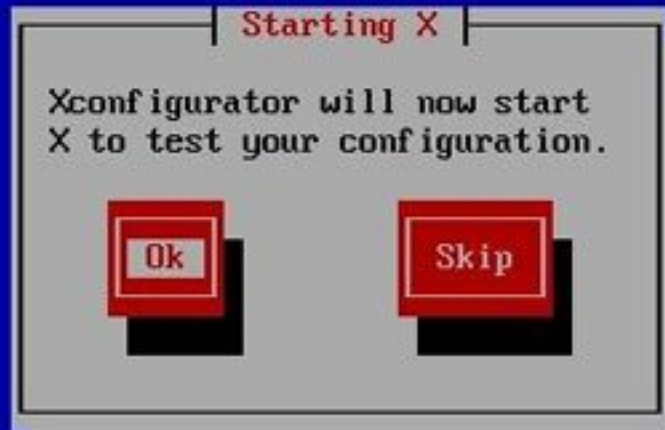 Starting X
Xconfigurator will now start
X to test your configuration.
Ok Skip